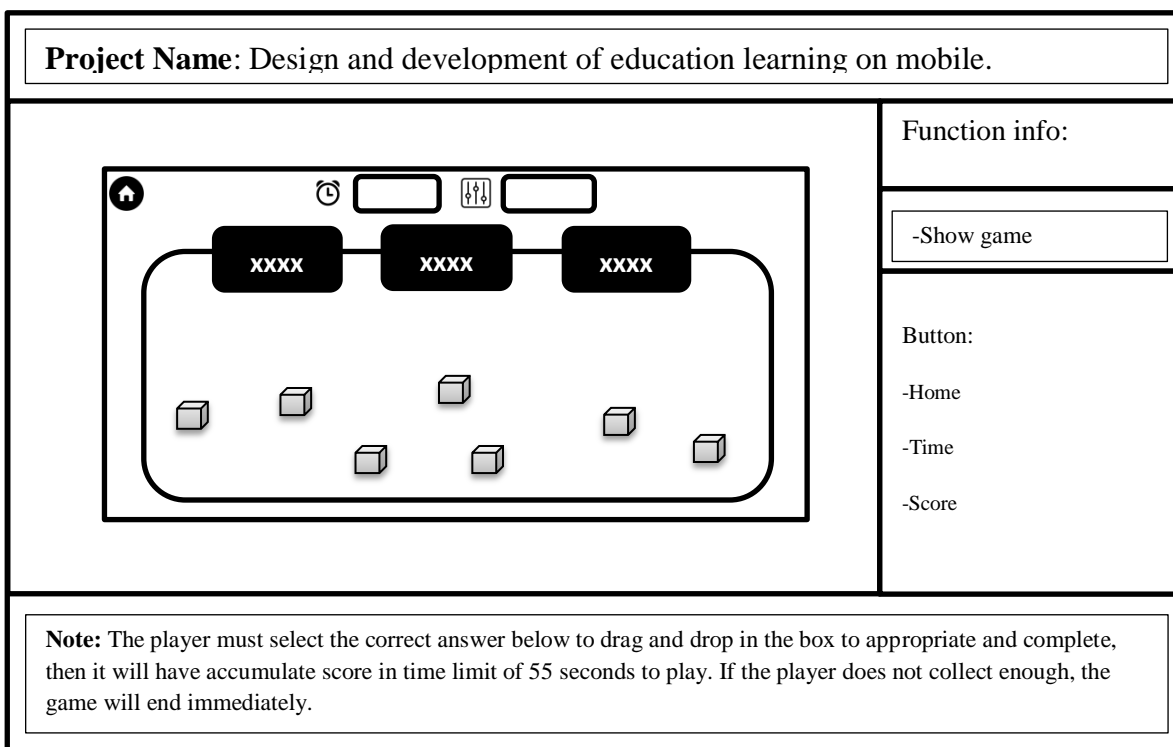 Project Name: Design and development of education learning on mobile.
Function info:
xxxx xxxx xxxx
-Show game
Button:
-Home
-Time
-Score
Note: The player must select the correct answer below to drag and drop in the box to appropriate and complete,
then it will have accumulate score in time limit of 55 seconds to play. If the player does not collect enough, the
game will end immediately.